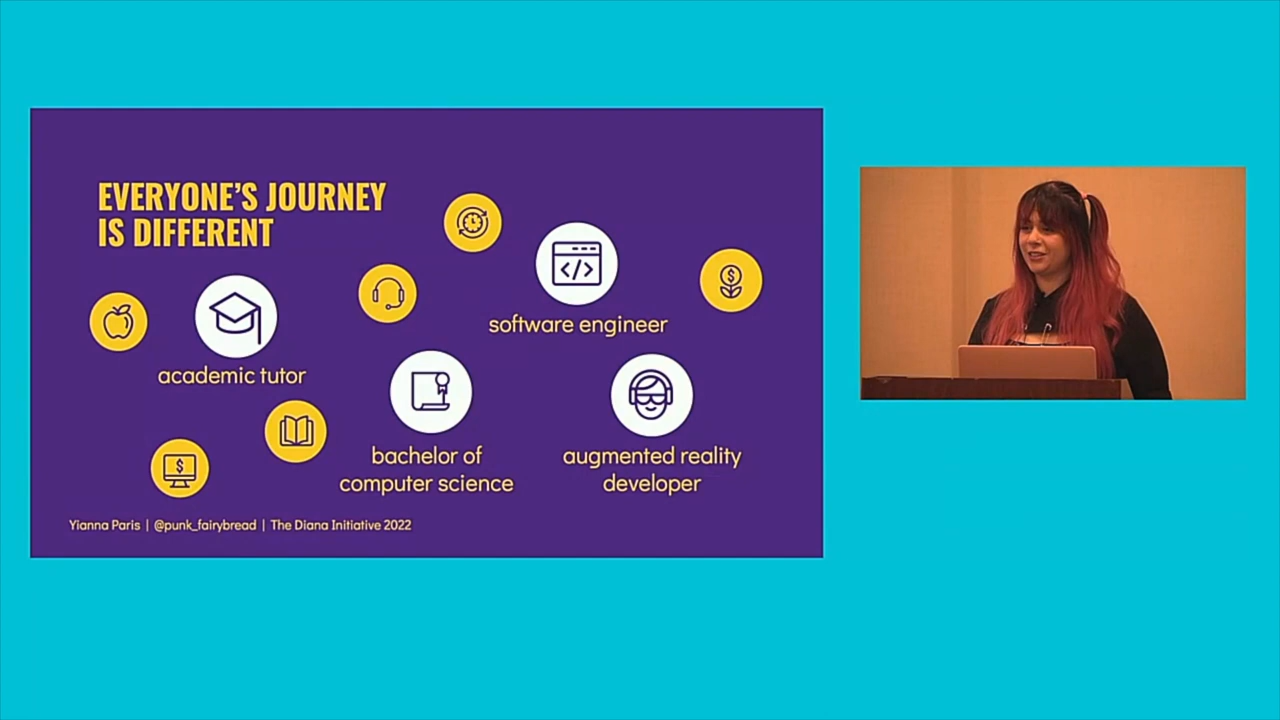 EVERYONE'S JOURNEY
IS DIFFERENT
software engineer
academic tutor
bachelor of
computer science
augmented reality
developer
Yianna Paris | @punk_fairybread | The Diana Initiative 2022